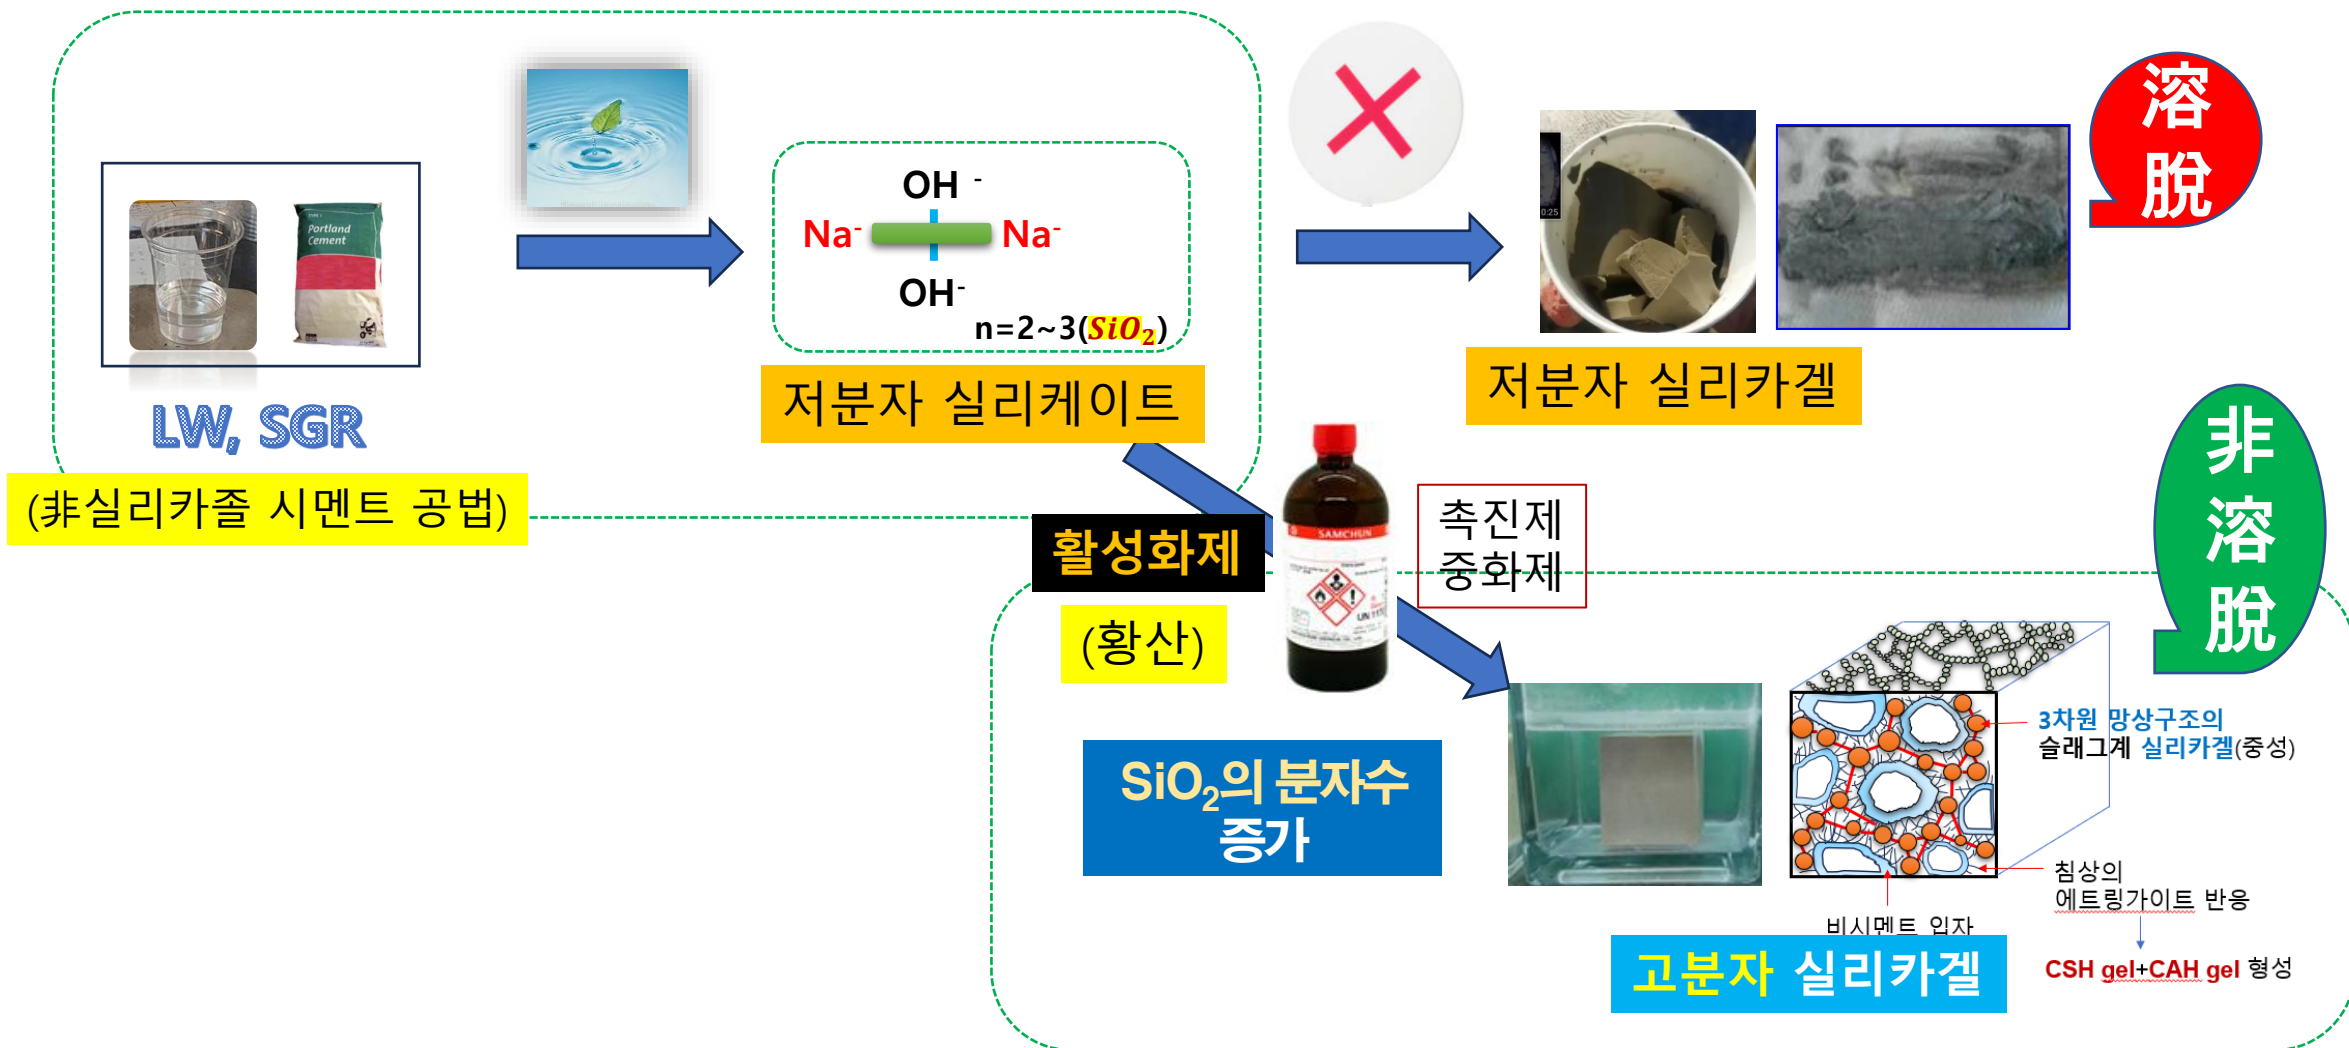 溶
脫
OH -
Na- Na-
OH-
n=2~3(SiO2)
TYPE 1
Portland
Cement
저분자 실리케이트
저분자 실리카겔
LW, SGR
(非실리카졸 시멘트 공법)
非
溶
脫
활성화제
(황산)
SAMCHUN
촉진제
중화제
SiO2의 분자수
증가
3차원 망상구조의
슬래그계 실리카겔(중성)
침상의
에트링가이트 반응
비시멘트 입자
CSH gel+CAH gel 형성
고분자 실리카겔